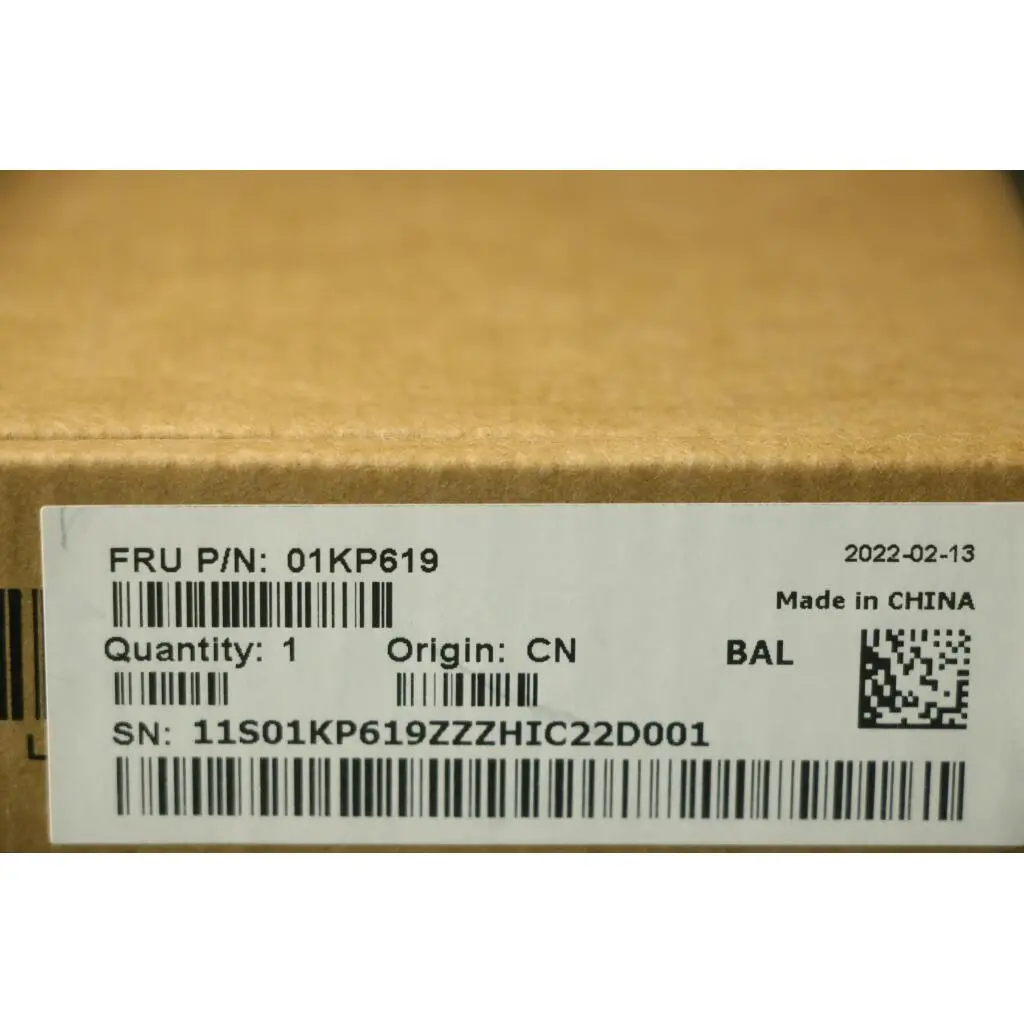 FRU P/N: 01KP619
2022-02-13
Made in CHINA
Quantity: 1 Origin: CN BAL
SN: 11S01KP619ZZZHIC22D001
L